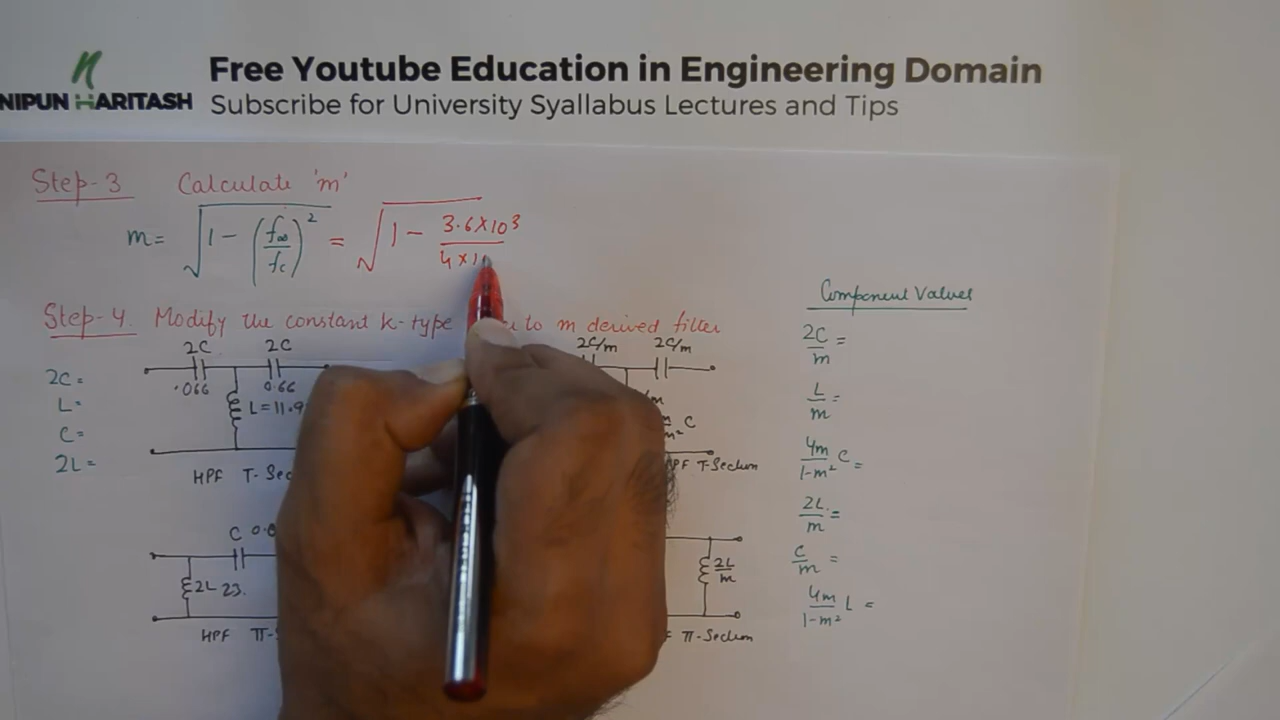 n
NIPUN HARITASH
Free Youtube Education in Engineering Domain
Subscribe for University Syallabus Lectures and Tips
Step-3 Calculate 'm'
m = √(1 - (f∞/fc)²) = √(1 - 3.6×10³/4×1
Step-4. Modify the constant k-type to m derived filter
Component Values
2C 2C
.066 0.66
L=11.9
HPF T-Sec
2C=
L=
C=
2L=
2C/m 2C/m
C
T-Section
C 0.0
2L 23.
HPF π-S
2L/m
π-Section
2C/m =
L/m =
4m/1-m² C =
2L/m =
C/m =
4m/1-m² L =